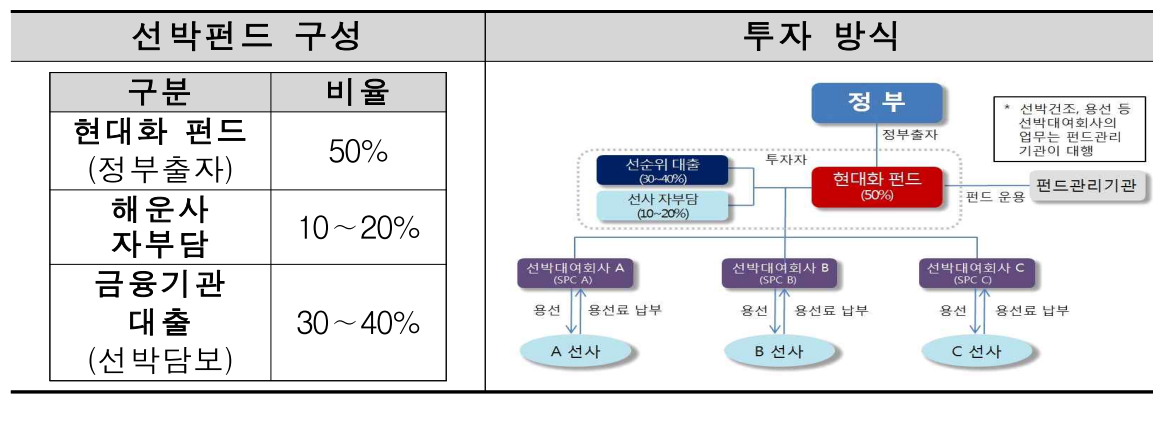 선박펀드 구성
투자 방식
구분
비율
현대화 펀드
(정부출자)
50%
해운사
자부담
10~20%
금융기관
대출
(선박담보)
30~40%
정 부
* 선박건조, 용선 등
선박대여회사의
업무는 펀드관리
기관이 대행
정부출자
투자자
선순위 대출
(30~40%)
선사 자부담
(10~20%)
현대화 펀드
(50%)
펀드 운용
펀드관리기관
선박대여회사 A
(SPC A)
선박대여회사 B
(SPC B)
선박대여회사 C
(SPC C)
용선
용선료 납부
용선
용선료 납부
용선
용선료 납부
A 선사
B 선사
C 선사